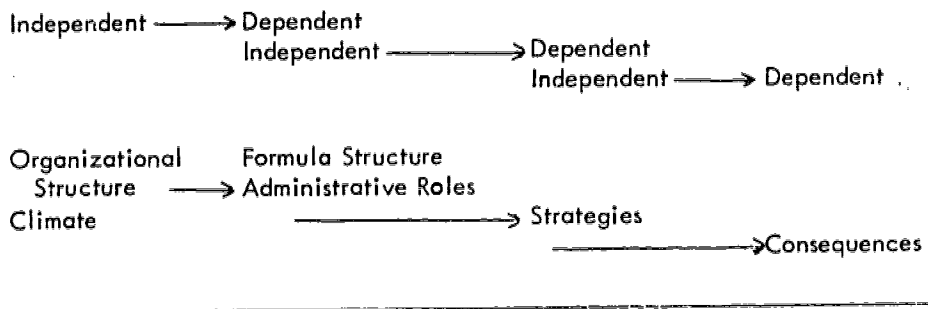 Independent → Dependent
Independent → Dependent
Independent → Dependent
Organizational Formula Structure
Structure → Administrative Roles
Climate → Strategies
→ Consequences